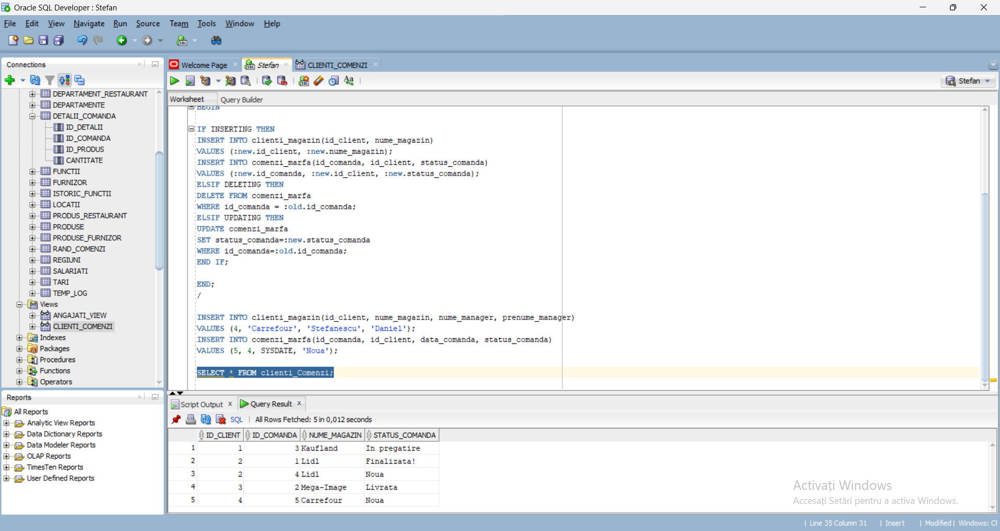 Oracle SQL Developer : Stefan
File Edit View Navigate Run Source Team Tools Window Help
Connections
DEPARTAMENT_RESTAURANT
DEPARTAMENTE
DETALII_COMANDA
ID_DETALII
ID_COMANDA
ID_PRODUS
CANTITATE
FUNCTII
FURNIZOR
ISTORIC_FUNCTII
LOCATII
PRODUS_RESTAURANT
PRODUSE
PRODUSE_FURNIZOR
RAND_COMENZI
REGIUNI
SALARIATI
TARI
TEMP_LOG
Views
ANGAJATI_VIEW
CLIENTI_COMENZI
Indexes
Packages
Procedures
Functions
Operators
Reports
All Reports
Analytic View Reports
Data Dictionary Reports
Data Modeler Reports
OLAP Reports
TimesTen Reports
User Defined Reports
Welcome Page Stefan CLIENTI_COMENZI
Stefan
Worksheet Query Builder
BEGIN
IF INSERTING THEN
INSERT INTO clienti_magazin(id_client, nume_magazin)
VALUES (:new.id_client, :new.nume_magazin);
INSERT INTO comenzi_marfa(id_comanda, id_client, status_comanda)
VALUES (:new.id_comanda, :new.id_client, :new.status_comanda);
ELSIF DELETING THEN
DELETE FROM comenzi_marfa
WHERE id_comanda = :old.id_comanda;
ELSIF UPDATING THEN
UPDATE comenzi_marfa
SET status_comanda=:new.status_comanda
WHERE id_comanda=:old.id_comanda;
END IF;
END;
/
INSERT INTO clienti_magazin(id_client, nume_magazin, nume_manager, prenume_manager)
VALUES (4, 'Carrefour', 'Stefanescu', 'Daniel');
INSERT INTO comenzi_marfa(id_comanda, id_client, data_comanda, status_comanda)
VALUES (5, 4, SYSDATE, 'Noua');
SELECT * FROM clienti_Comenzi;
Script Output Query Result
SQL All Rows Fetched: 5 in 0,012 seconds
ID_CLIENT ID_COMANDA NUME_MAGAZIN STATUS_COMANDA
1 1 3 Kaufland In pregatire
2 2 1 Lidl Finalizata!
3 2 4 Lidl Noua
4 3 2 Mega-Image Livrata
5 4 5 Carrefour Noua
Activați Windows
Accesați Setări pentru a activa Windows.
Line 35 Column 31 Insert Modified Windows: